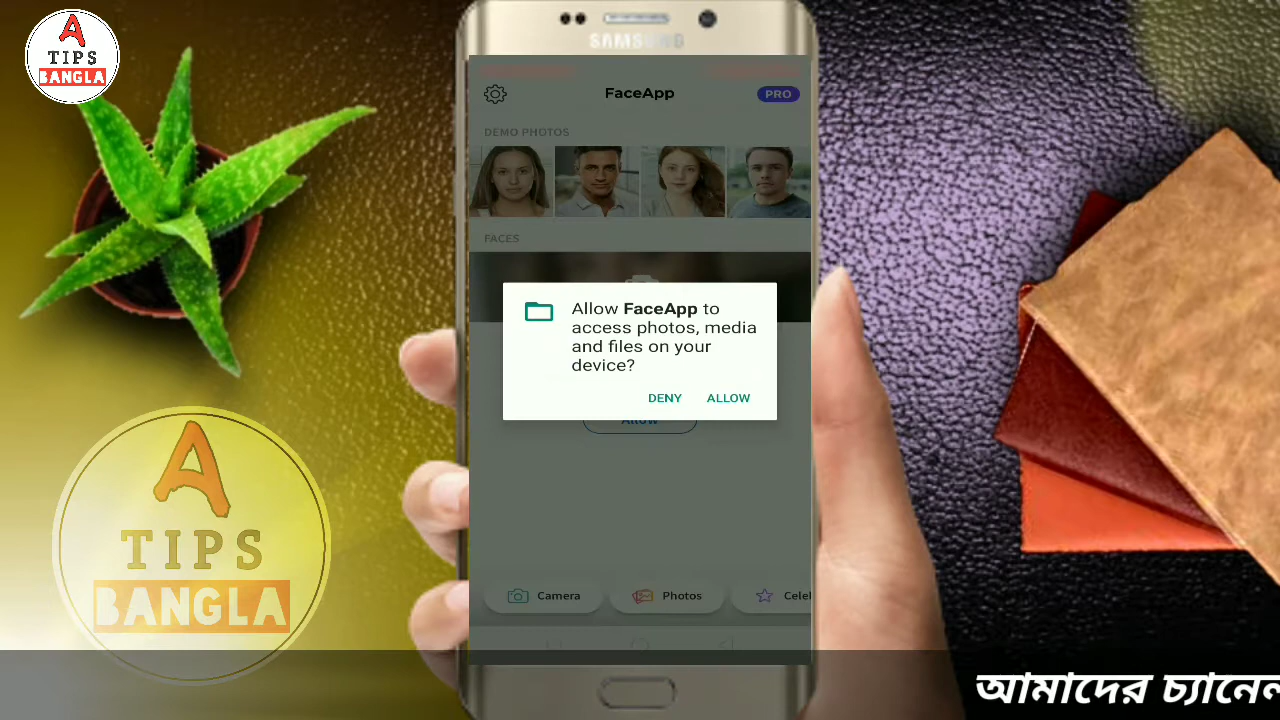 A
TIPS
BANGLA
SAMSUNG
FaceApp
PRO
DEMO PHOTOS
FACES
Allow FaceApp to
access photos, media
and files on your
device?
DENY ALLOW
Allow
Camera
Photos
A
TIPS
BANGLA
আমাদের